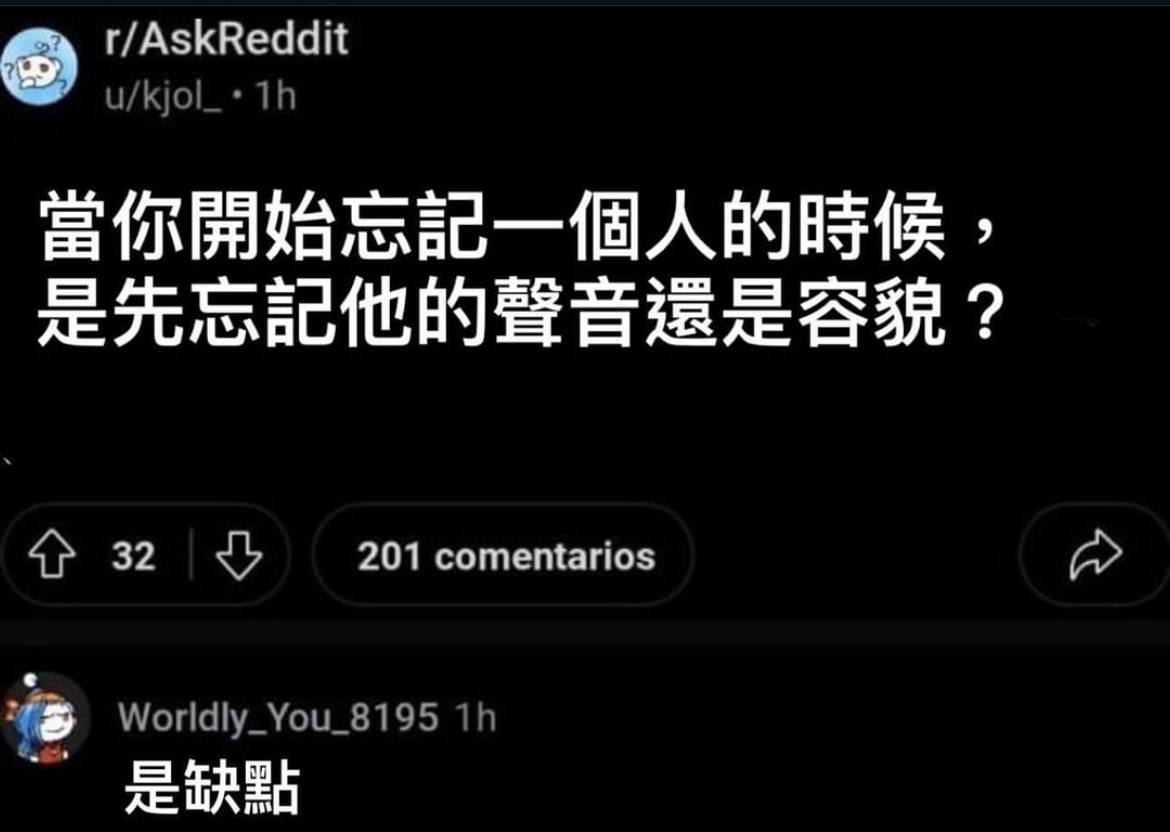 r/AskReddit
u/kjol_ • 1h
當你開始忘記一個人的時候，
是先忘記他的聲音還是容貌？
32
201 comentarios
Worldly_You_8195 1h
是缺點